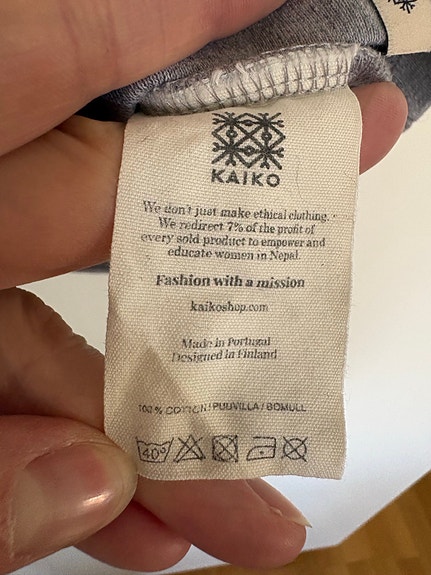 KAIKO
We don't just make ethical clothing.
We redirect 7% of the profit of
every sold product to empower and
educate women in Nepal.
Fashion with a mission
kaikoshop.com
Made in Portugal
Designed in Finland
100 % COTTON / PUUVILLA / BOMULL
40°